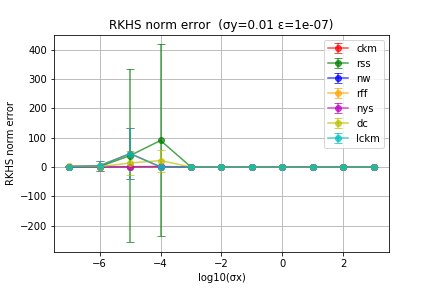 RKHS norm error (σy=0.01 ε=1e-07)
RKHS norm error
400
300
200
100
0
−100
−200
ckm
rss
nw
rff
nys
dc
lckm
−6 −4 −2 0 2
log10(σx)